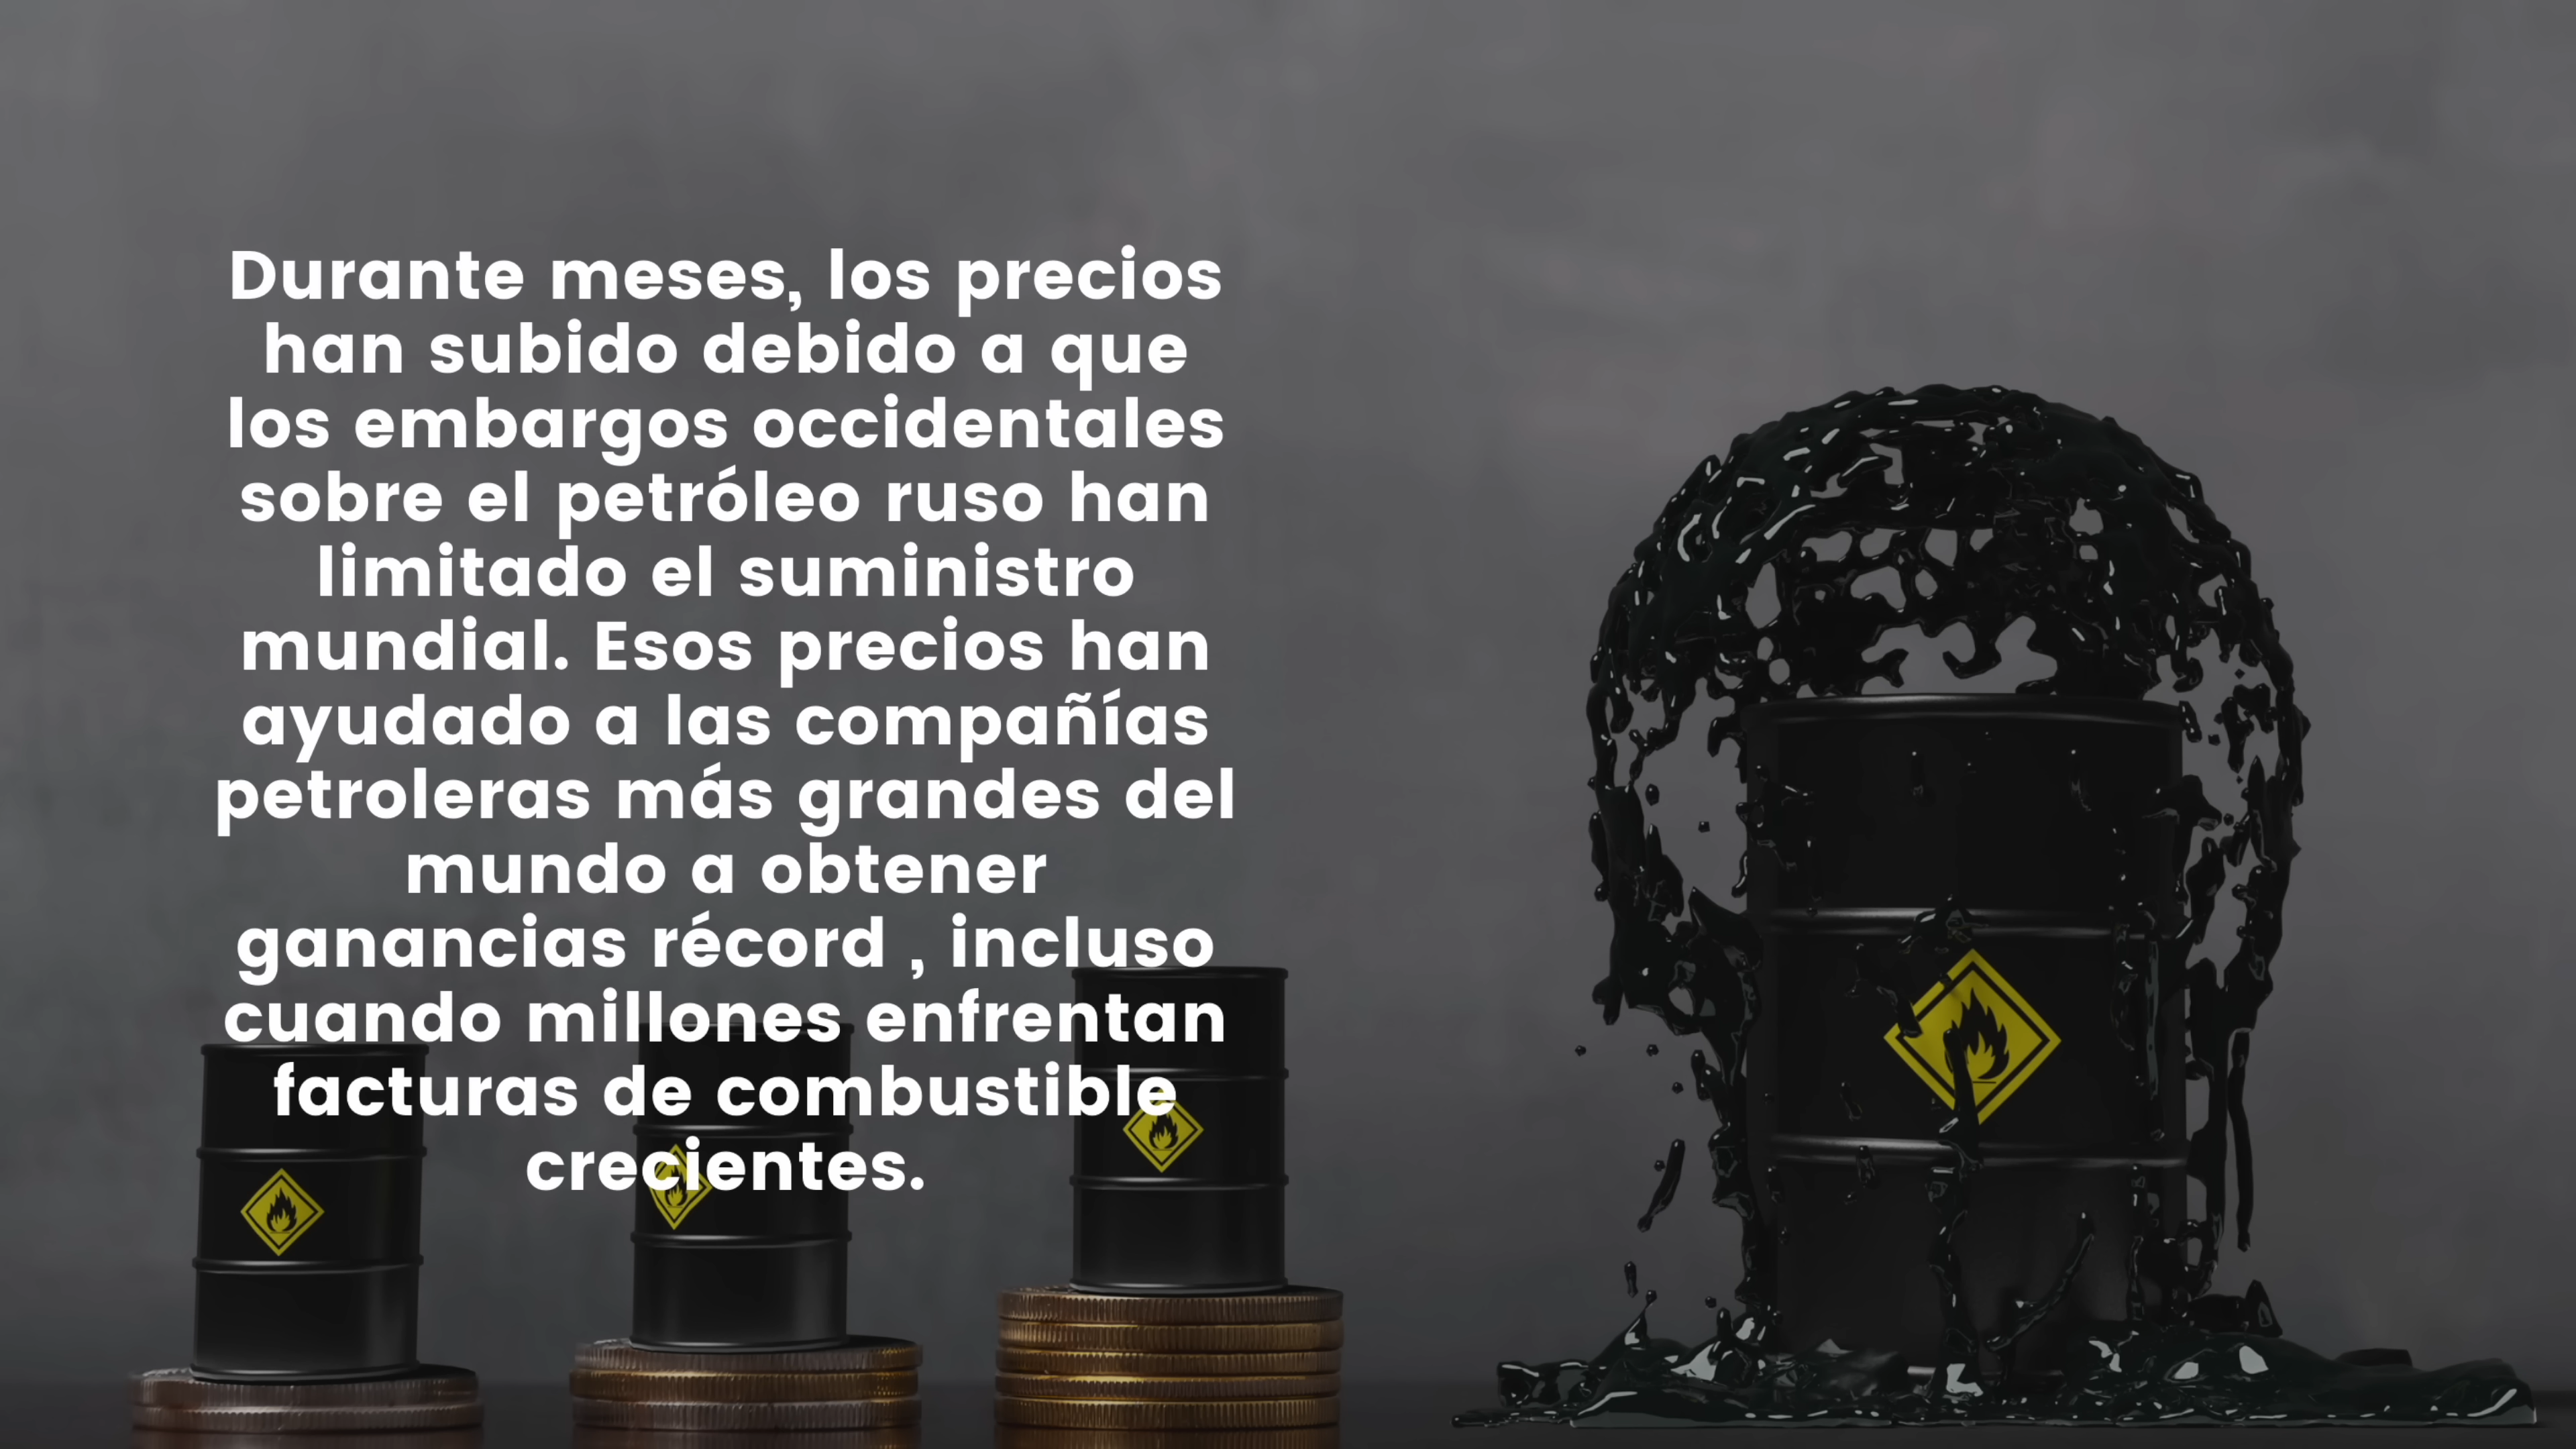 Durante meses, los precios
han subido debido a que
los embargos occidentales
sobre el petróleo ruso han
limitado el suministro
mundial. Esos precios han
ayudado a las compañías
petroleras más grandes del
mundo a obtener
ganancias récord , incluso
cuando millones enfrentan
facturas de combustible
crecientes.